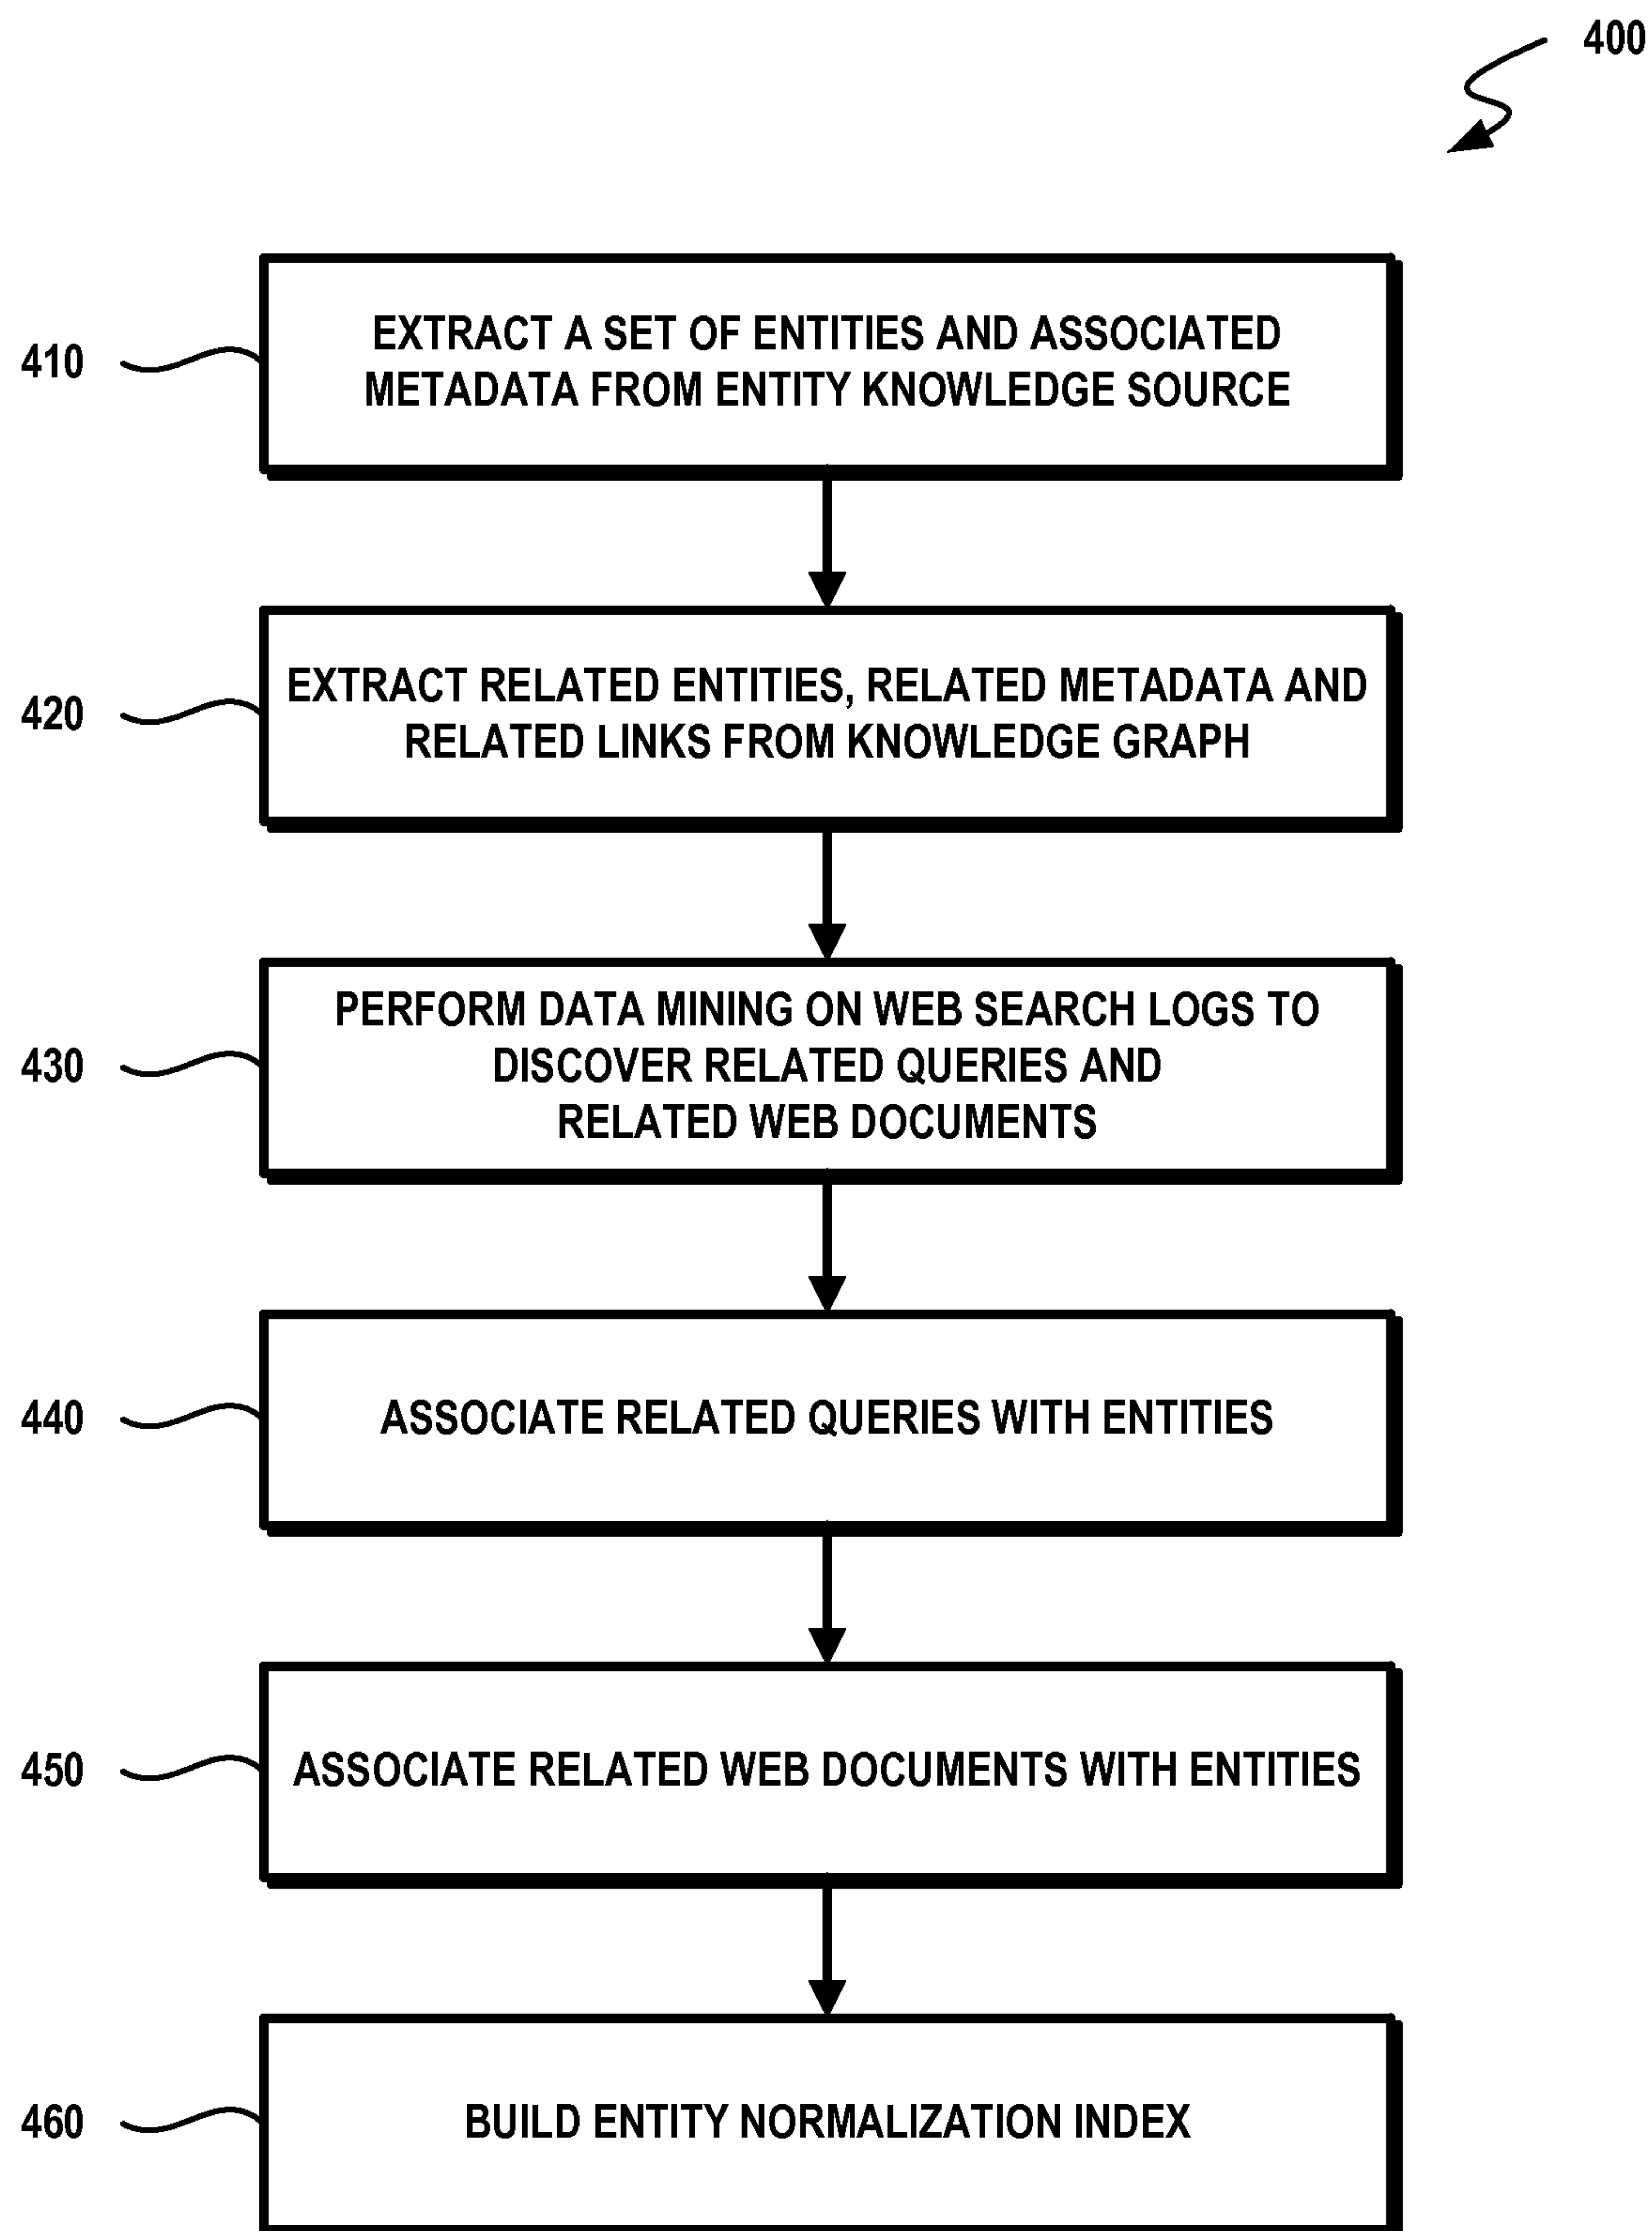 400
410
EXTRACT A SET OF ENTITIES AND ASSOCIATED
METADATA FROM ENTITY KNOWLEDGE SOURCE
420
EXTRACT RELATED ENTITIES, RELATED METADATA AND
RELATED LINKS FROM KNOWLEDGE GRAPH
430
PERFORM DATA MINING ON WEB SEARCH LOGS TO
DISCOVER RELATED QUERIES AND
RELATED WEB DOCUMENTS
440
ASSOCIATE RELATED QUERIES WITH ENTITIES
450
ASSOCIATE RELATED WEB DOCUMENTS WITH ENTITIES
460
BUILD ENTITY NORMALIZATION INDEX